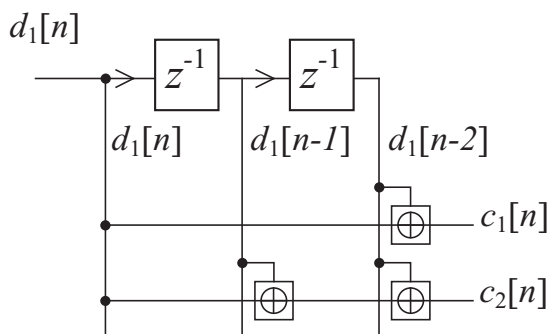 d₁[n]
z⁻¹ z⁻¹
d₁[n] d₁[n-1] d₁[n-2]
c₁[n]
c₂[n]